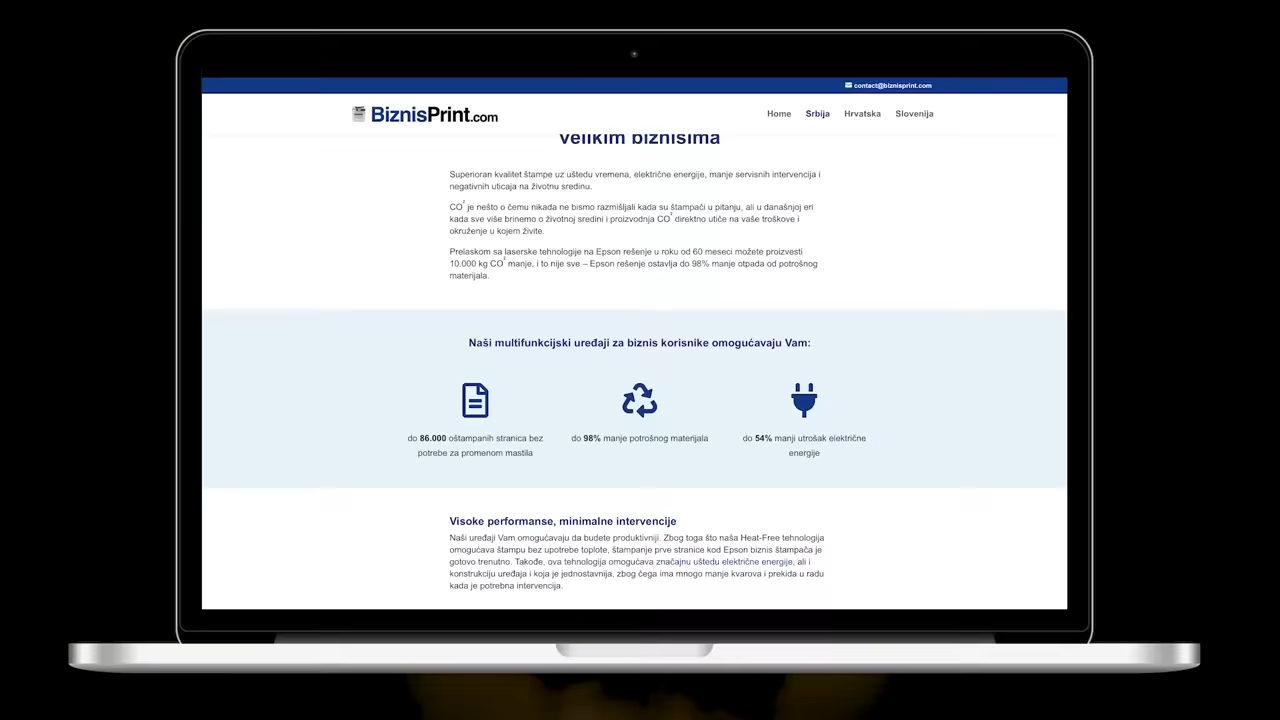 contact@biznisprint.com
BiznisPrint.com
Home Srbija Hrvatska Slovenija
velikim biznisima
Superioran kvalitet štampe uz uštedu vremena, električne energije, manje servisnih intervencija i
negativnih uticaja na životnu sredinu.
CO² je nešto o čemu nikada ne bismo razmišljali kada su štampači u pitanju, ali u današnjoj eri
kada sve više brinemo o životnoj sredini i proizvodnja CO² direktno utiče na vaše troškove i
okruženje u kojem živite.
Prelaskom sa laserske tehnologije na Epson rešenje u roku od 60 meseci možete proizvesti
10.000 kg CO² manje, i to nije sve – Epson rešenje ostavlja do 98% manje otpada od potrošnog
materijala.
Naši multifunkcijski uređaji za biznis korisnike omogućavaju Vam:
do 86.000 oštampanih stranica bez
potrebe za promenom mastila
do 98% manje potrošnog materijala
do 54% manji utrošak električne
energije
Visoke performanse, minimalne intervencije
Naši uređaji Vam omogućavaju da budete produktivniji. Zbog toga što naša Heat-Free tehnologija
omogućava štampu bez upotrebe toplote, štampanje prve stranice kod Epson biznis štampača je
gotovo trenutno. Takođe, ova tehnologija omogućava značajnu uštedu električne energije, ali i
konstrukciju uređaja i koja je jednostavnija, zbog čega ima mnogo manje kvarova i prekida u radu
kada je potrebna intervencija.